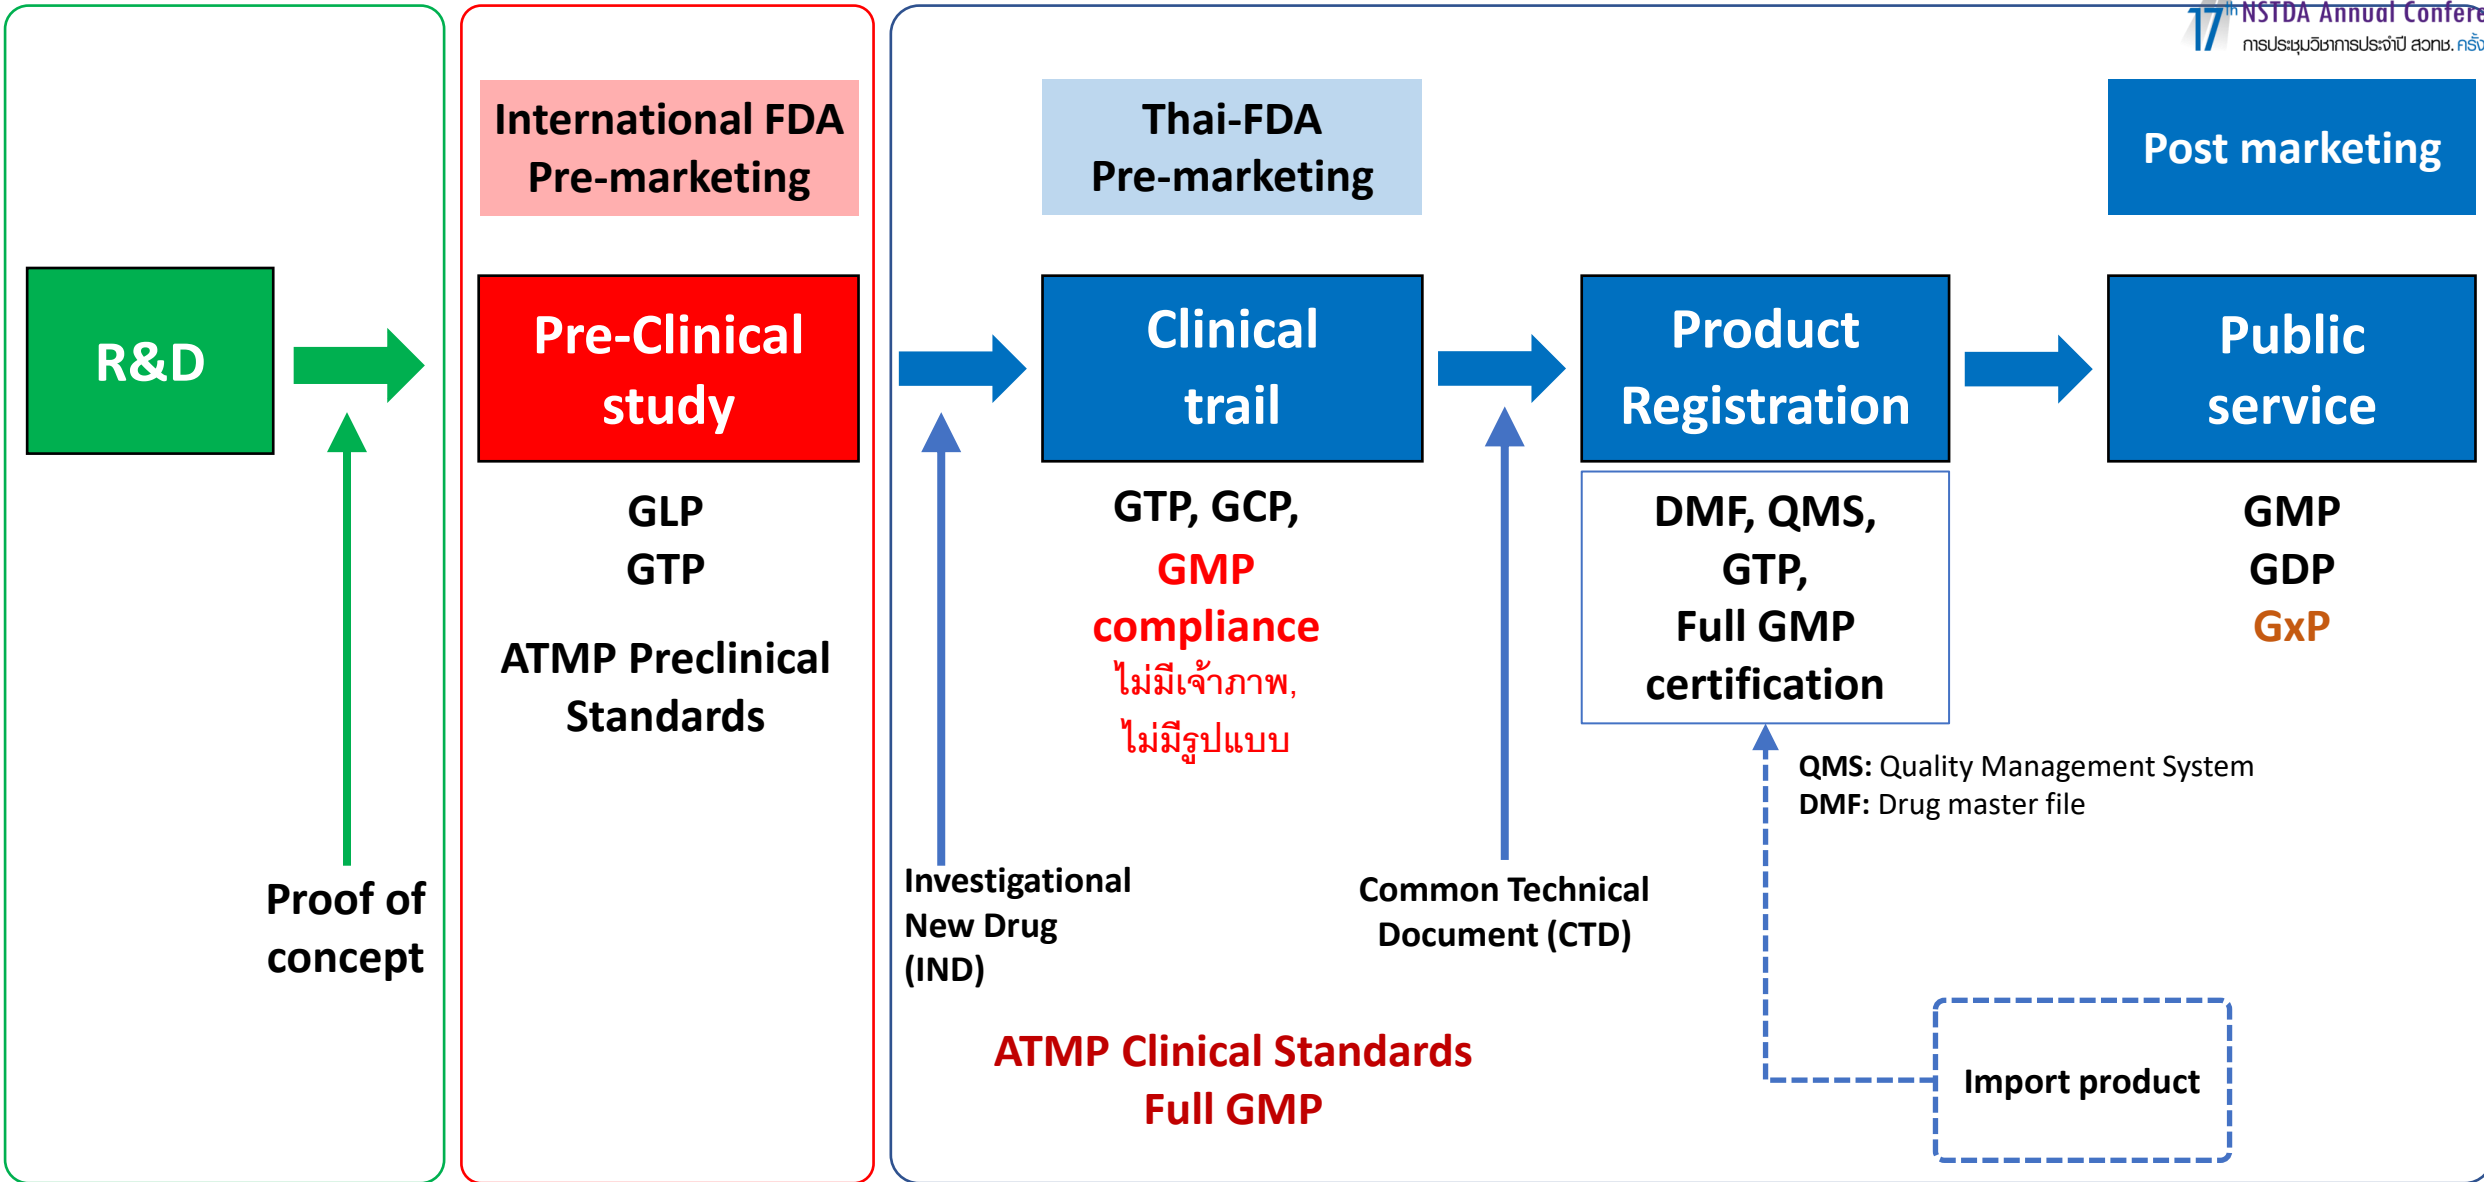 17th NSTDA Annual Confere
การประชุมวิชาการประจำปี สวทช. ครั้ง
International FDA
Pre-marketing
Thai-FDA
Pre-marketing
Post marketing
R&D
Pre-Clinical
study
Clinical
trail
Product
Registration
Public
service
GLP
GTP
ATMP Preclinical
Standards
GTP, GCP,
GMP
compliance
ไม่มีเจ้าภาพ,
ไม่มีรูปแบบ
DMF, QMS,
GTP,
Full GMP
certification
GMP
GDP
GxP
QMS: Quality Management System
DMF: Drug master file
Proof of
concept
Investigational
New Drug
(IND)
Common Technical
Document (CTD)
ATMP Clinical Standards
Full GMP
Import product